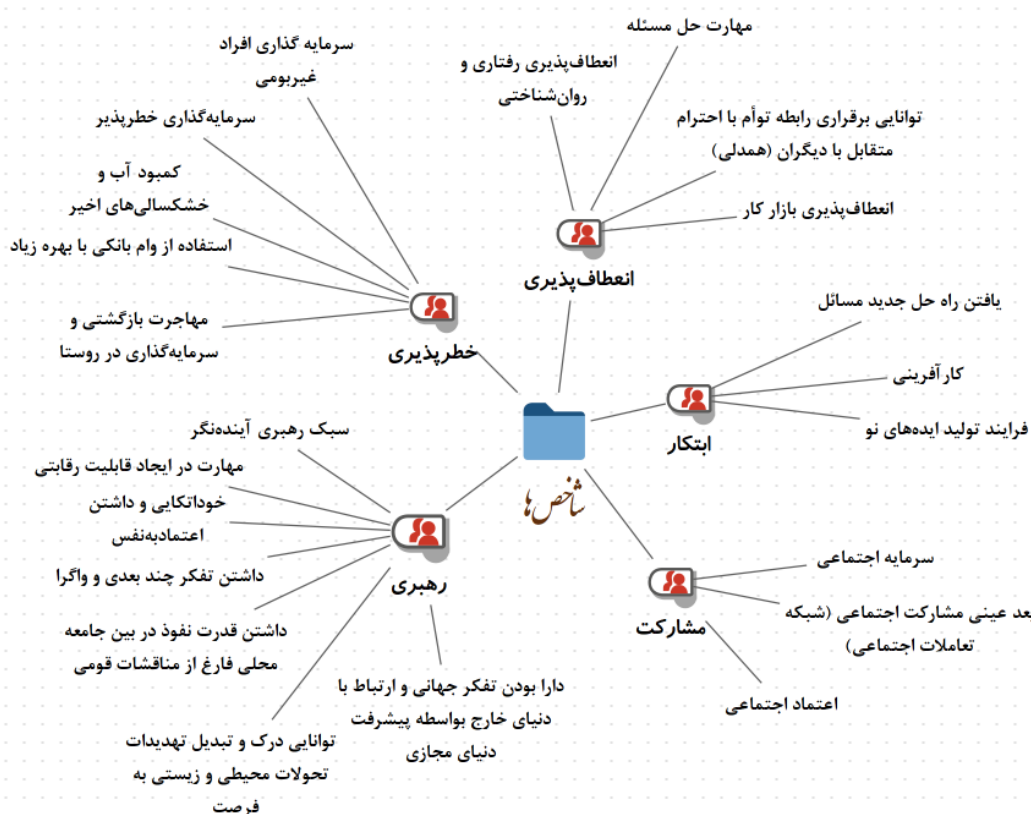 مهارت حل مسئله
انعطاف‌پذیری رفتاری و
روان‌شناختی
توانایی برقراری رابطه توأم با احترام
متقابل با دیگران (همدلی)
انعطاف‌پذیری بازار کار
انعطاف‌پذیری
سرمایه گذاری افراد
غیربومی
سرمایه‌گذاری خطرپذیر
کمبود آب و
خشکسالی‌های اخیر
استفاده از وام بانکی با بهره زیاد
مهاجرت بازگشتی و
سرمایه‌گذاری در روستا
خطرپذیری
یافتن راه حل جدید مسائل
کارآفرینی
فرایند تولید ایده‌های نو
ابتکار
شاخص ها
سبک رهبری آینده‌نگر
مهارت در ایجاد قابلیت رقابتی
خوداتکایی و داشتن
اعتمادبه‌نفس
داشتن تفکر چند بعدی و واگرا
داشتن قدرت نفوذ در بین جامعه
محلی فارغ از مناقشات قومی
توانایی درک و تبدیل تهدیدات
تحولات محیطی و زیستی به
فرصت
دارا بودن تفکر جهانی و ارتباط با
دنیای خارج بواسطه پیشرفت
دنیای مجازی
رهبری
سرمایه اجتماعی
بعد عینی مشارکت اجتماعی (شبکه
تعاملات اجتماعی)
اعتماد اجتماعی
مشارکت